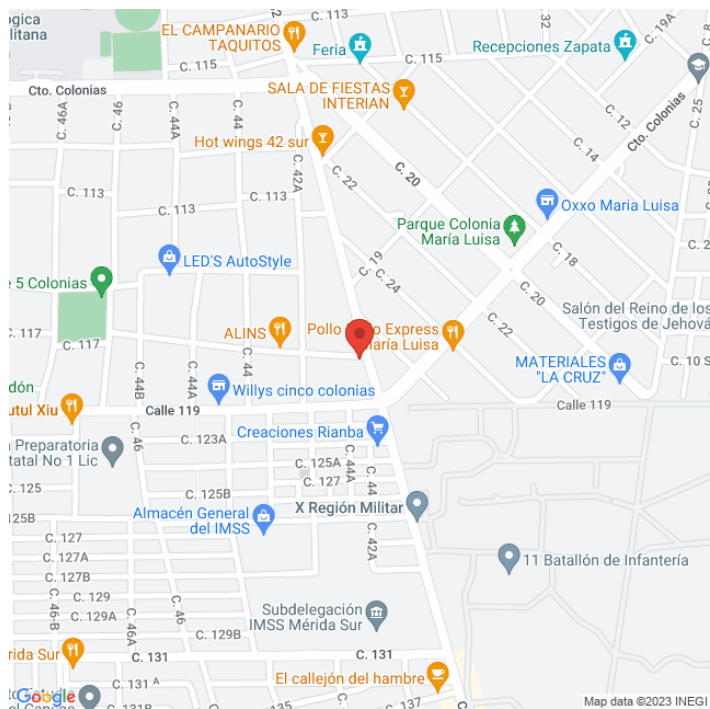 ógica
olitana
EL CAMPANARIO
TAQUITOS
Feria
Recepciones Zapata
C. 32
C. 19A
C. 8
C. 115
C. 115
Cto. Colonias
SALA DE FIESTAS
INTERIAN
C. 46A
C. 46
C. 44A
C. 42A
C. 25
C. 12
Cto. Colonias
C. 14
Hot wings 42 sur
C. 22
C. 20
C. 113
C. 113
C. 113
Oxxo Maria Luisa
Parque Colonia
María Luisa
C. 19
C. 18
LED'S AutoStyle
e 5 Colonias
C. 24
C. 20
Salón del Reino de los
Testigos de Jehová
C. 117
C. 117
ALINS
Pollo
Express
María Luisa
C. 22
MATERIALES
"LA CRUZ"
C. 10
C. 44
C. 44A
C. 44B
Willys cinco colonias
utul Xiu
Calle 119
Calle 119
C. 46
C. 123A
Creaciones Rianba
Preparatoria
tatal No 1 Lic
C. 125A
C. 127
C. 44A
C. 44
C. 125
C. 125B
C. 125B
Almacén General
del IMSS
X Región Militar
C. 127
C. 42A
C. 127A
C. 127B
11 Batallón de Infantería
C. 129
C. 129A
C. 46-B
C. 46A
C. 46
Subdelegación
IMSS Mérida Sur
C. 129B
rida Sur
C. 131
C. 131
C. 131 A
El callejón del hambre
C. 137
Google
Map data ©2023 INEGI